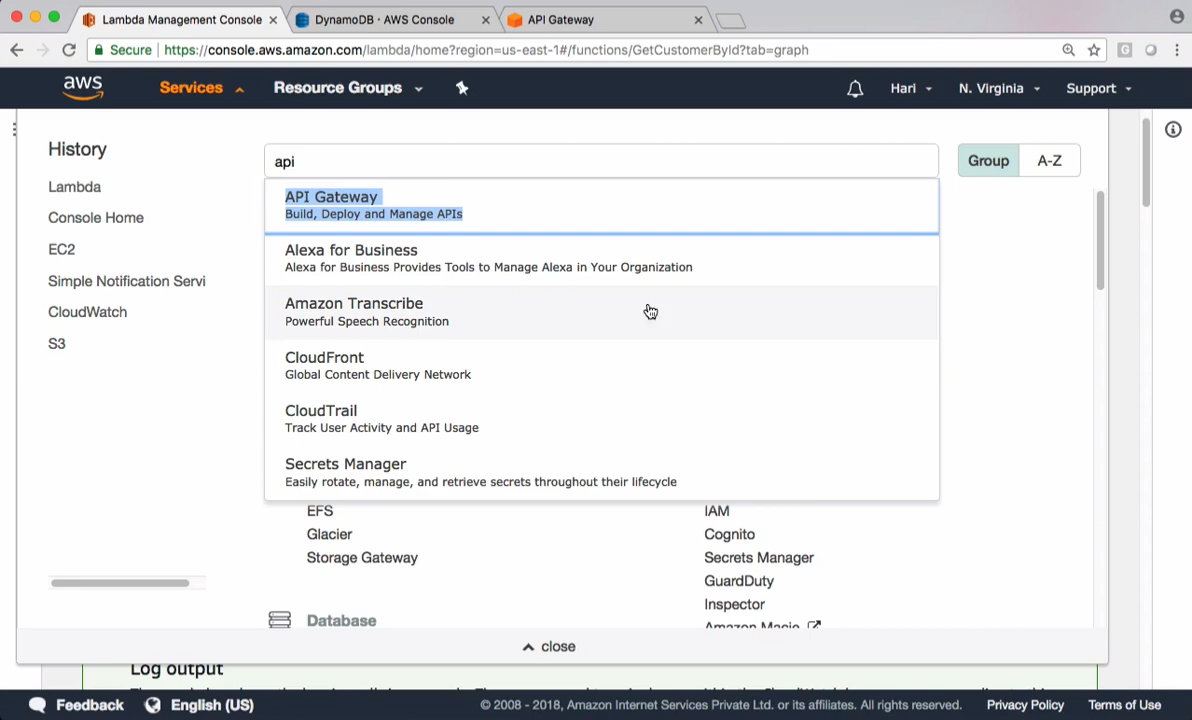 Lambda Management Console
DynamoDB · AWS Console
API Gateway
Secure
https://console.aws.amazon.com/lambda/home?region=us-east-1#/functions/GetCustomerById?tab=graph
G
aws
Services
Resource Groups
Hari
N. Virginia
Support
History
Lambda
Console Home
EC2
Simple Notification Servi
CloudWatch
S3
api
Group
A-Z
API Gateway
Build, Deploy and Manage APIs
Alexa for Business
Alexa for Business Provides Tools to Manage Alexa in Your Organization
Amazon Transcribe
Powerful Speech Recognition
CloudFront
Global Content Delivery Network
CloudTrail
Track User Activity and API Usage
Secrets Manager
Easily rotate, manage, and retrieve secrets throughout their lifecycle
EFS
Glacier
Storage Gateway
Database
IAM
Cognito
Secrets Manager
GuardDuty
Inspector
Amazon Macie
close
Log output
Feedback
English (US)
© 2008 - 2018, Amazon Internet Services Private Ltd. or its affiliates. All rights reserved.
Privacy Policy
Terms of Use